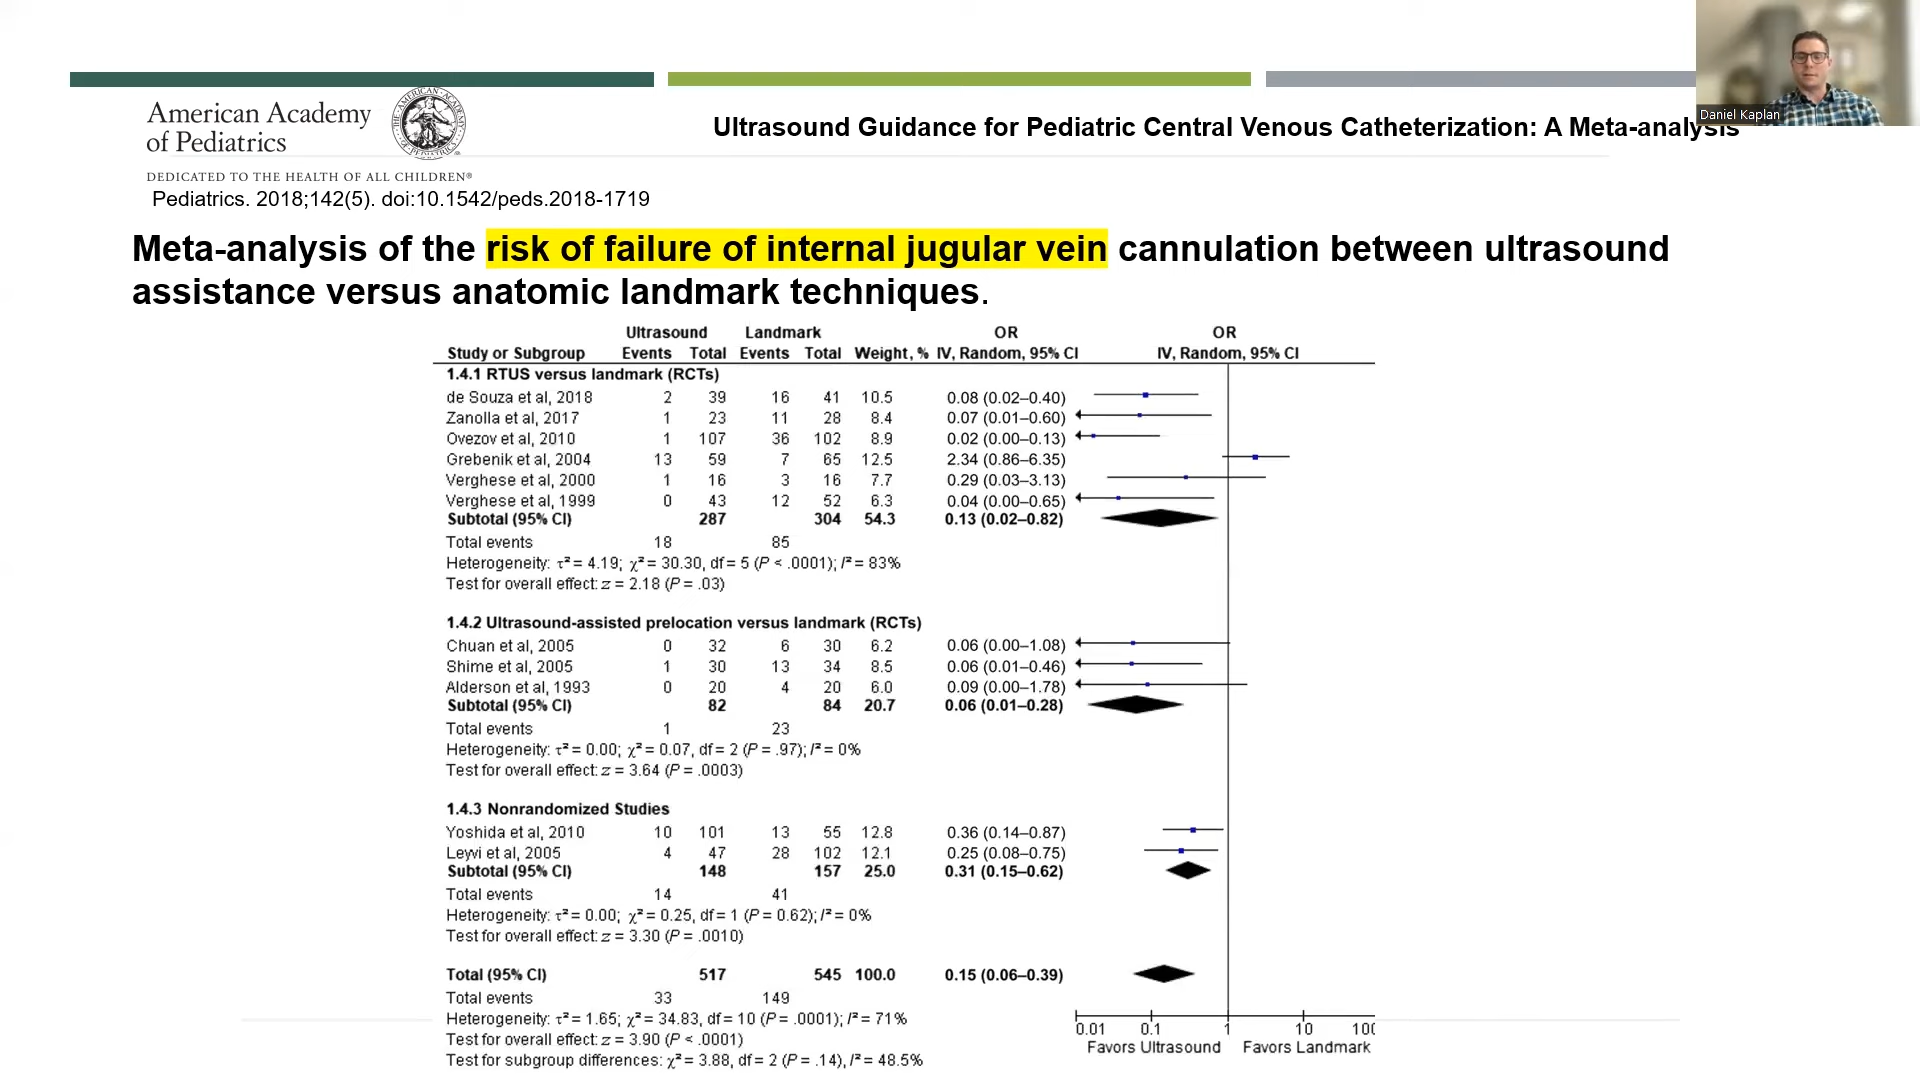 Daniel Kaplan
American Academy
of Pediatrics
DEDICATED TO THE HEALTH OF ALL CHILDREN®
Ultrasound Guidance for Pediatric Central Venous Catheterization: A Meta-analysis
Pediatrics. 2018;142(5). doi:10.1542/peds.2018-1719
Meta-analysis of the risk of failure of internal jugular vein cannulation between ultrasound
assistance versus anatomic landmark techniques.
Ultrasound Landmark OR OR
Study or Subgroup Events Total Events Total Weight, % IV, Random, 95% CI IV, Random, 95% CI
1.4.1 RTUS versus landmark (RCTs)
de Souza et al, 2018 2 39 16 41 10.5 0.08 (0.02–0.40)
Zanolla et al, 2017 1 23 11 28 8.4 0.07 (0.01–0.60)
Ovezov et al, 2010 1 107 36 102 8.9 0.02 (0.00–0.13)
Grebenik et al, 2004 13 59 7 65 12.5 2.34 (0.86–6.35)
Verghese et al, 2000 1 16 3 16 7.7 0.29 (0.03–3.13)
Verghese et al, 1999 0 43 12 52 6.3 0.04 (0.00–0.65)
Subtotal (95% CI) 287 304 54.3 0.13 (0.02–0.82)
Total events 18 85
Heterogeneity: τ² = 4.19; χ² = 30.30, df = 5 (P < .0001); I² = 83%
Test for overall effect: z = 2.18 (P = .03)
1.4.2 Ultrasound-assisted prelocation versus landmark (RCTs)
Chuan et al, 2005 0 32 6 30 6.2 0.06 (0.00–1.08)
Shime et al, 2005 1 30 13 34 8.5 0.06 (0.01–0.46)
Alderson et al, 1993 0 20 4 20 6.0 0.09 (0.00–1.78)
Subtotal (95% CI) 82 84 20.7 0.06 (0.01–0.28)
Total events 1 23
Heterogeneity: τ² = 0.00; χ² = 0.07, df = 2 (P = .97); I² = 0%
Test for overall effect: z = 3.64 (P = .0003)
1.4.3 Nonrandomized Studies
Yoshida et al, 2010 10 101 13 55 12.8 0.36 (0.14–0.87)
Leyvi et al, 2005 4 47 28 102 12.1 0.25 (0.08–0.75)
Subtotal (95% CI) 148 157 25.0 0.31 (0.15–0.62)
Total events 14 41
Heterogeneity: τ² = 0.00; χ² = 0.25, df = 1 (P = 0.62); I² = 0%
Test for overall effect: z = 3.30 (P = .0010)
Total (95% CI) 517 545 100.0 0.15 (0.06–0.39)
Total events 33 149
Heterogeneity: τ² = 1.65; χ² = 34.83, df = 10 (P = .0001); I² = 71%
Test for overall effect: z = 3.90 (P < .0001)
Test for subgroup differences: χ² = 3.88, df = 2 (P = .14), I² = 48.5%
0.01 0.1 1 10
Favors Ultrasound Favors Landmark